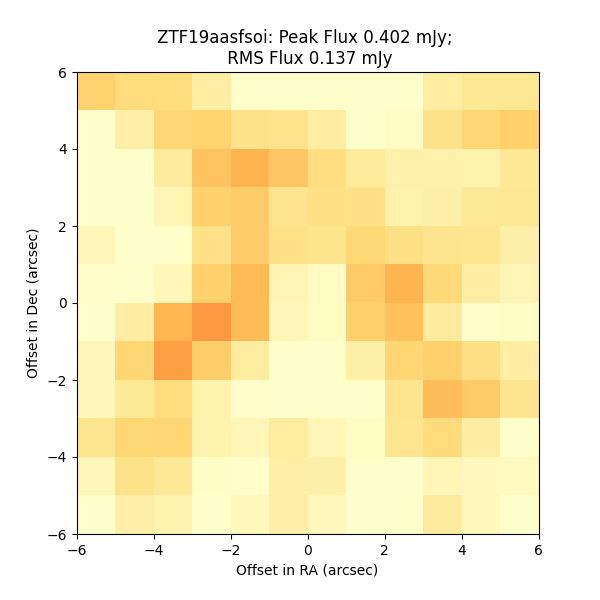 ZTF19aasfsoi: Peak Flux 0.402 mJy;
RMS Flux 0.137 mJy
6
4
2
0
−2
−4
−6
Offset in Dec (arcsec)
−6 −4 −2 0 2 4 6
Offset in RA (arcsec)